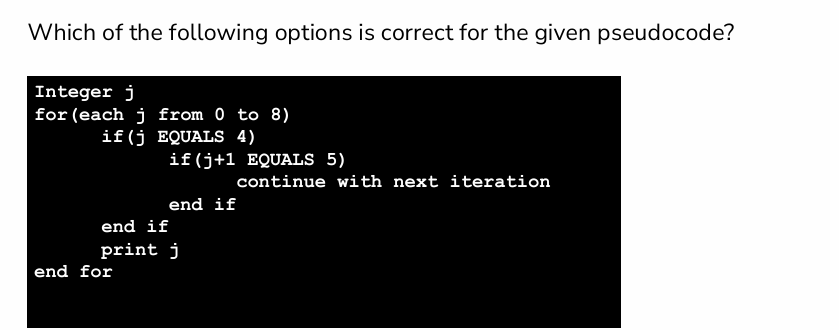 Which of the following options is correct for the given pseudocode?
Integer j
for(each j from 0 to 8)
if(j EQUALS 4)
if(j+1 EQUALS 5)
continue with next iteration
end if
end if
print j
end for